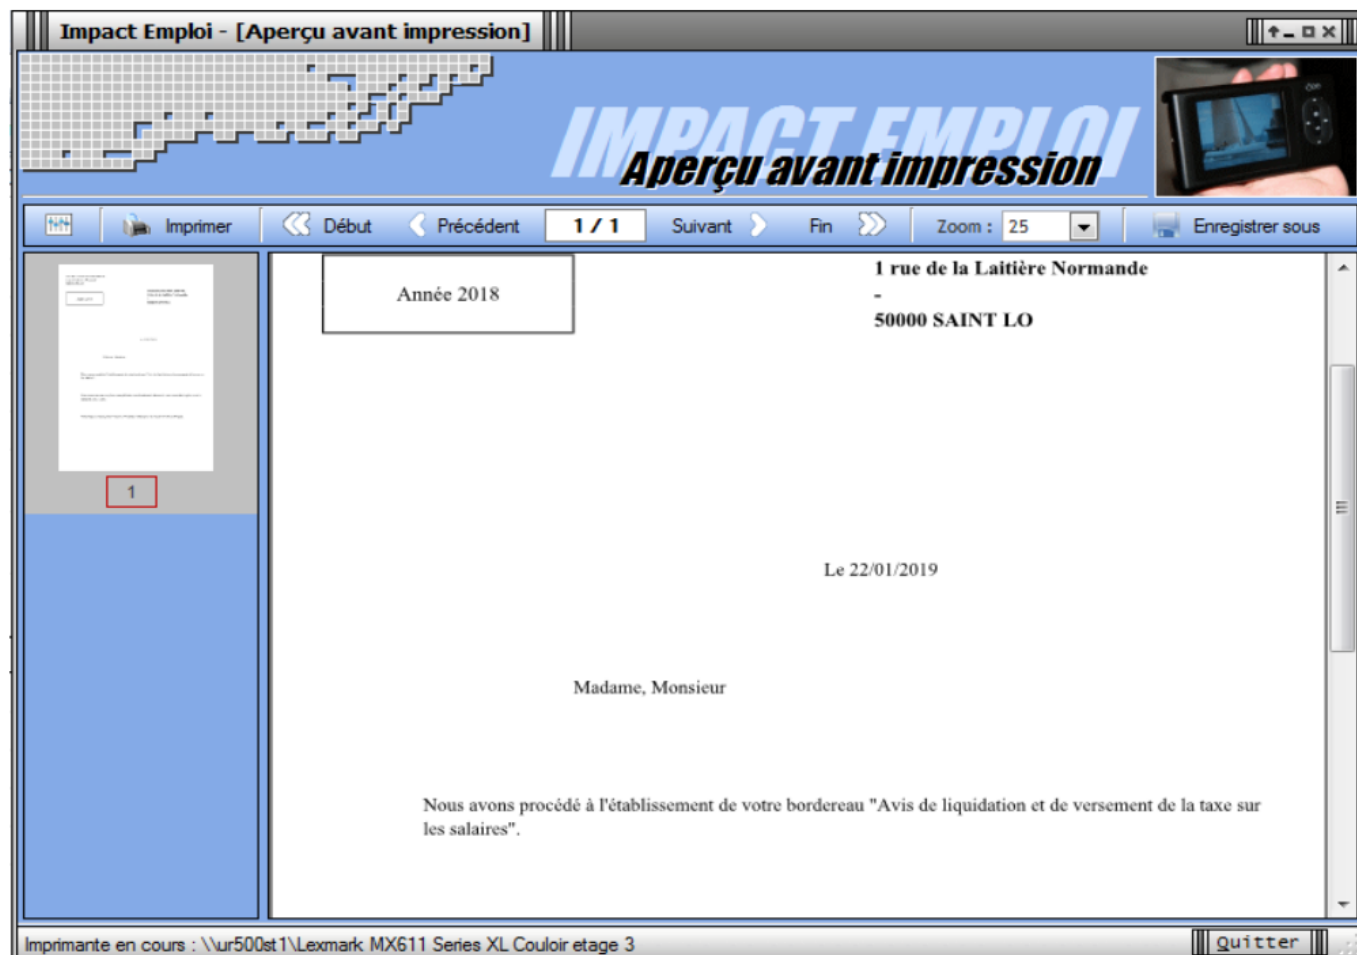 Impact Emploi - [Aperçu avant impression]
IMPACT EMPLOI
Aperçu avant impression
Imprimer Début Précédent 1 / 1 Suivant Fin Zoom : 25 Enregistrer sous
1
Année 2018
1 rue de la Laitière Normande
-
50000 SAINT LO
Le 22/01/2019
Madame, Monsieur
Nous avons procédé à l'établissement de votre bordereau "Avis de liquidation et de versement de la taxe sur
les salaires".
Imprimante en cours : \\ur500st1\Lexmark MX611 Series XL Couloir etage 3
Quitter